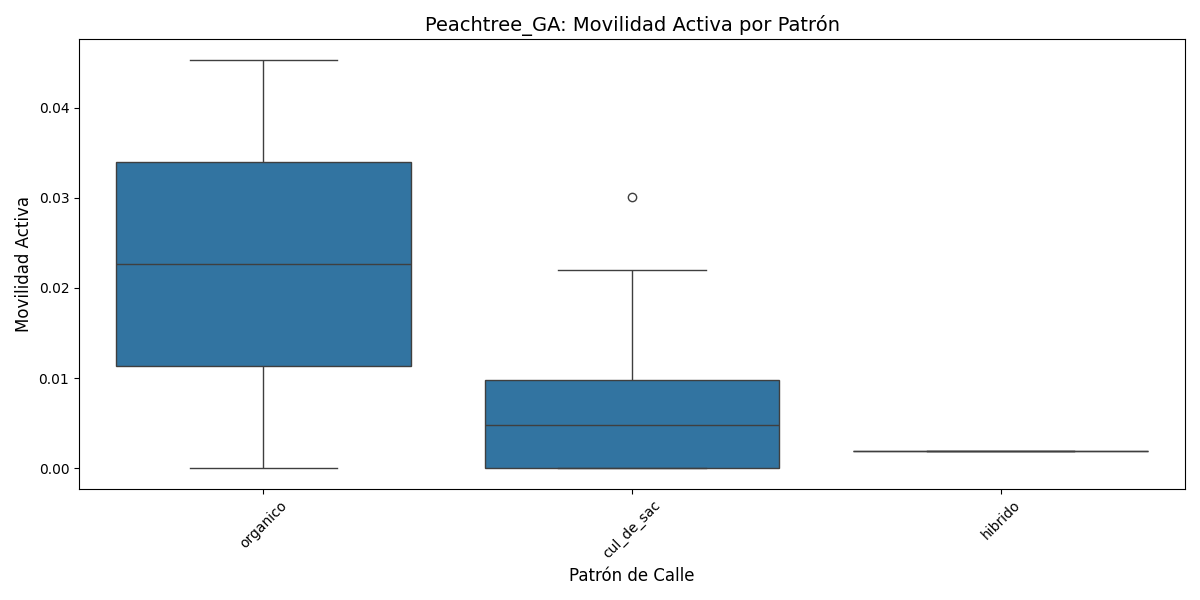 Peachtree_GA: Movilidad Activa por Patrón
Movilidad Activa
0.04
0.03
0.02
0.01
0.00
organico
cul_de_sac
hibrido
Patrón de Calle